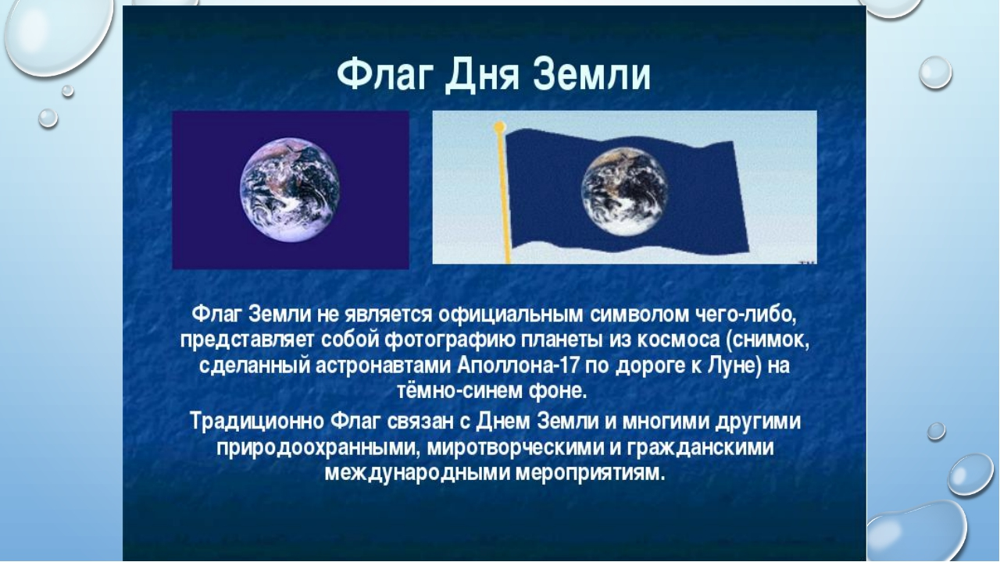 Флаг Дня Земли
TM
Флаг Земли не является официальным символом чего-либо,
представляет собой фотографию планеты из космоса (снимок,
сделанный астронавтами Аполлона-17 по дороге к Луне) на
тёмно-синем фоне.
Традиционно Флаг связан с Днем Земли и многими другими
природоохранными, миротворческими и гражданскими
международными мероприятиям.